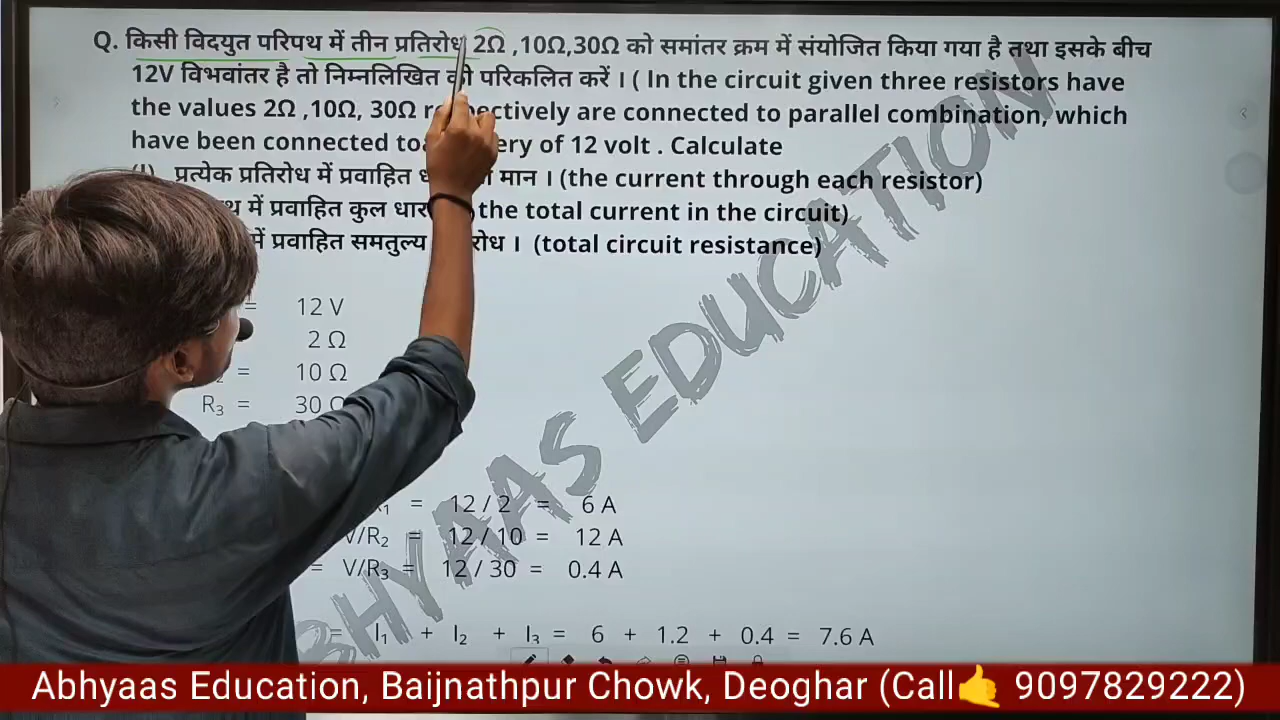 Q. किसी विदयुत परिपथ में तीन प्रतिरोध 2Ω ,10Ω,30Ω को समांतर क्रम में संयोजित किया गया है तथा इसके बीच
12V विभवांतर है तो निम्नलिखित को परिकलित करें । ( In the circuit given three resistors have
the values 2Ω ,10Ω, 30Ω are connected to parallel combination, which
have been connected of 12 volt . Calculate
(I) प्रत्येक प्रतिरोध में प्रवाहित मान । (the current through each resistor)
में प्रवाहित कुल the total current in the circuit)
में प्रवाहित समतुल्य । (total circuit resistance)
= 12 V
2 Ω
= 10 Ω
R₃ = 30
= 12 / 2 = 6 A
V/R₂ = 12 / 10 = 12 A
= V/R₃ = 12 / 30 = 0.4 A
= I₁ + I₂ + I₃ = 6 + 1.2 + 0.4 = 7.6 A
ABHYAAS EDUCATION
Abhyaas Education, Baijnathpur Chowk, Deoghar (Call🤙 9097829222)